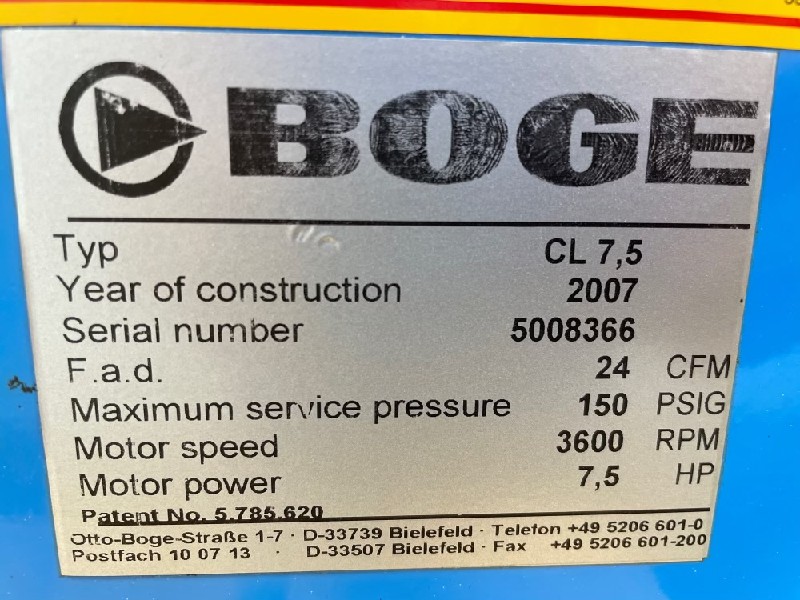 BOGE
Typ CL 7,5
Year of construction 2007
Serial number 5008366
F.a.d. 24 CFM
Maximum service pressure 150 PSIG
Motor speed 3600 RPM
Motor power 7,5 HP
Patent No. 5.785.620
Otto-Boge-Straße 1-7 · D-33739 Bielefeld · Telefon +49 5206 601-0
Postfach 10 07 13 · D-33507 Bielefeld · Fax +49 5206 601-200